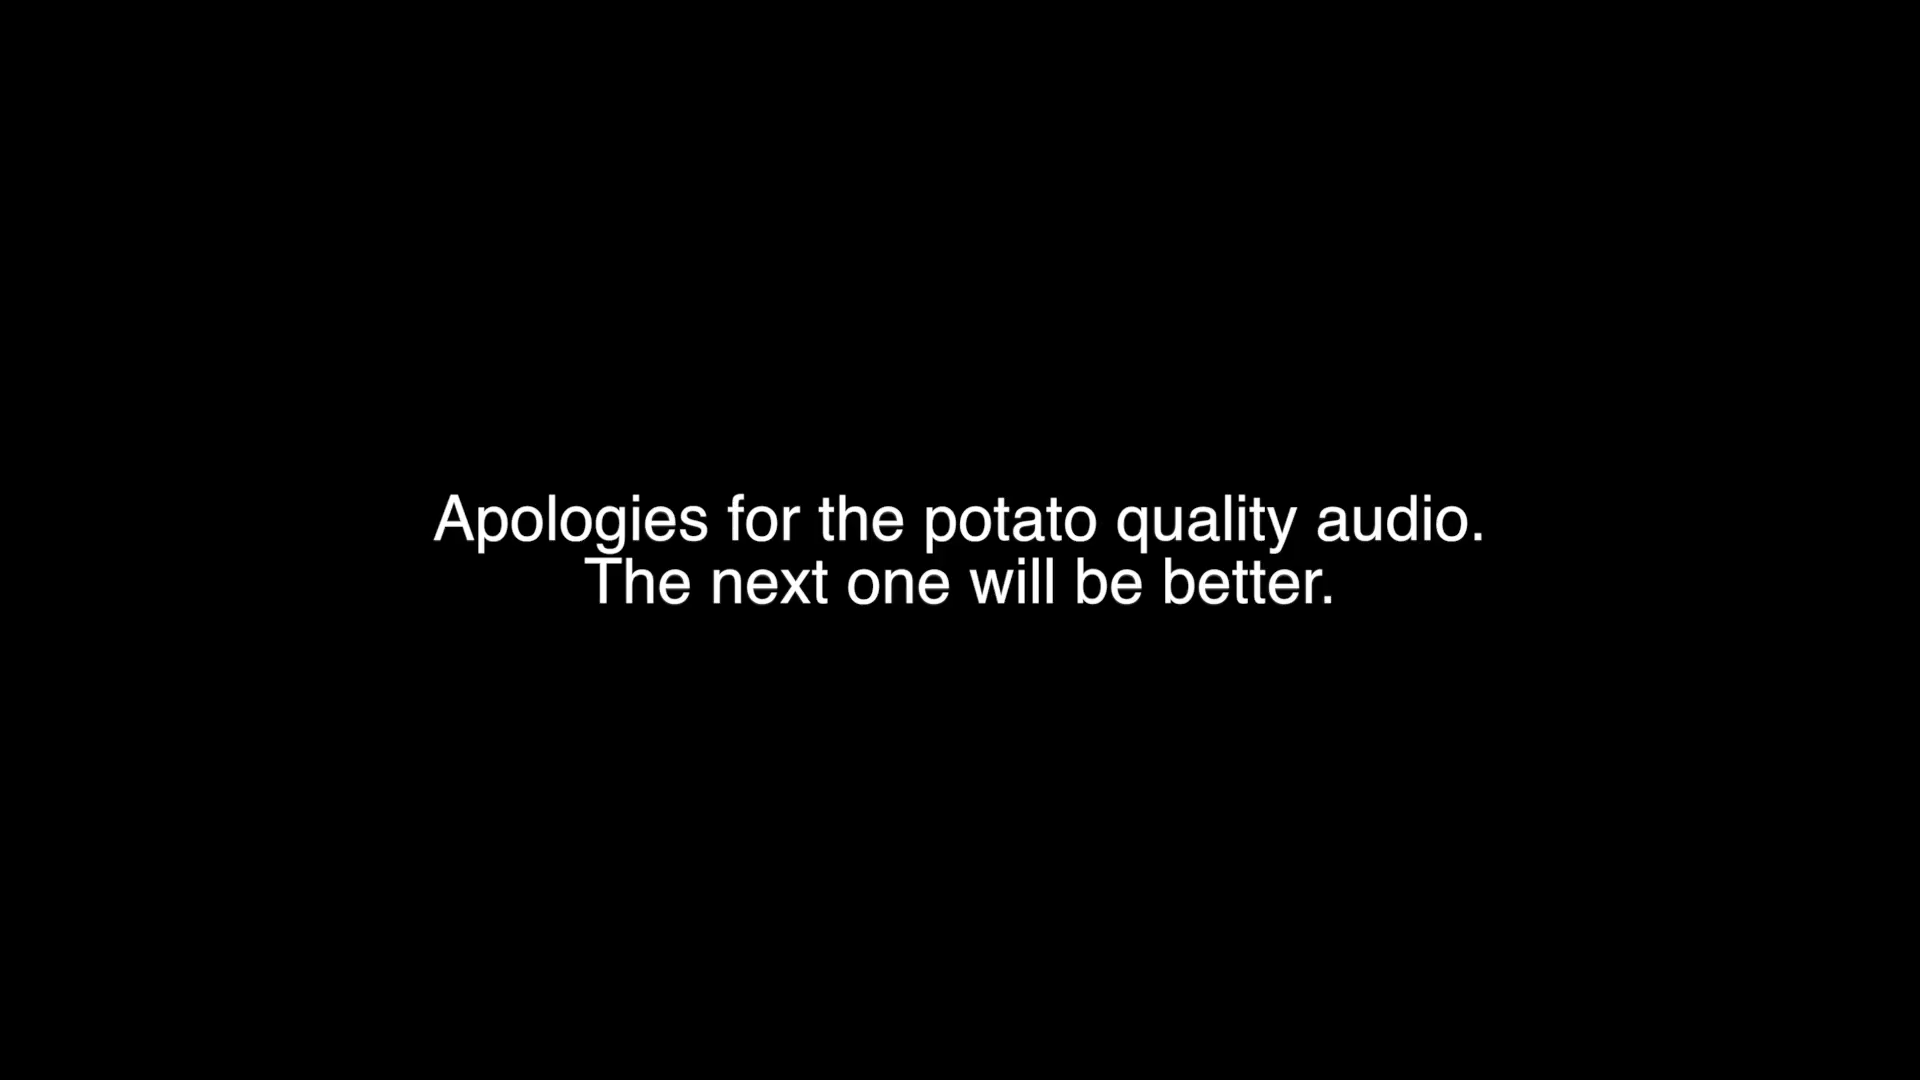 Apologies for the potato quality audio.
The next one will be better.